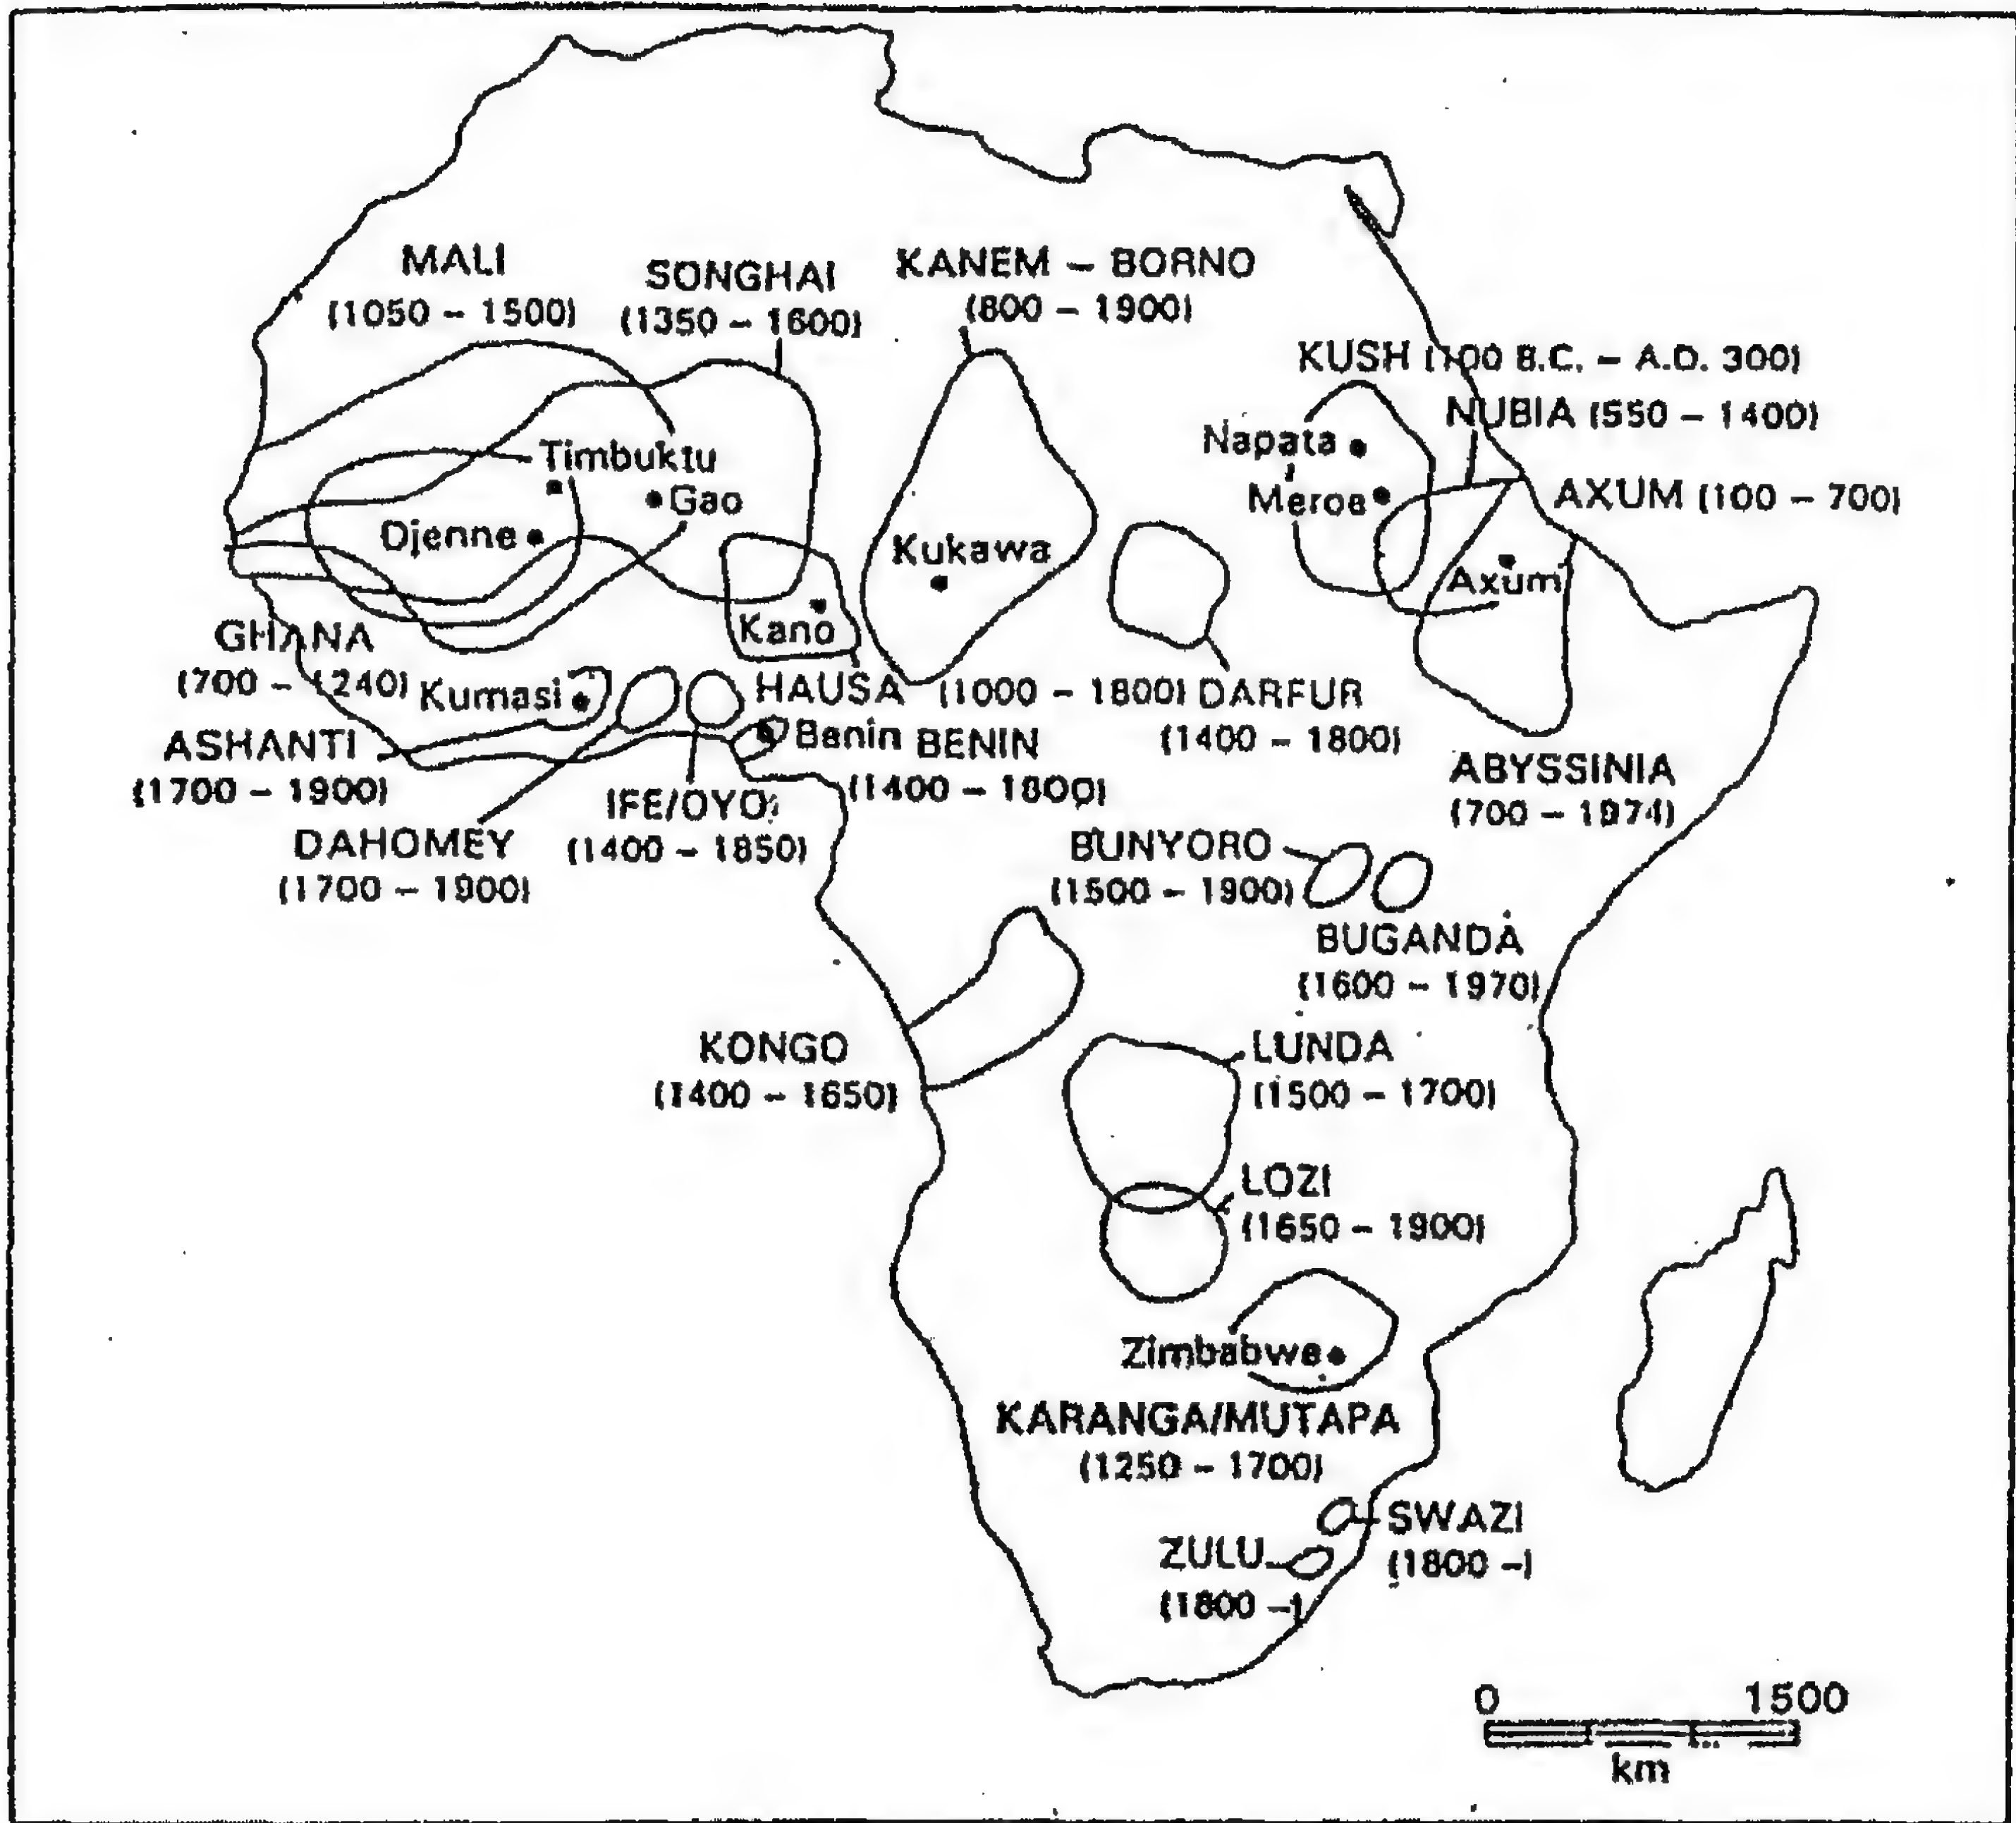 MALI
(1050 – 1500)
SONGHAI
(1350 – 1600)
KANEM – BORNO
(800 – 1900)
KUSH (700 B.C. – A.D. 300)
NUBIA (550 – 1400)
Napata
Timbuktu
Gao
Meroe
AXUM (100 – 700)
Djenne
Kukawa
Axum
Kano
GHANA
(700 – 1240)
Kumasi
HAUSA (1000 – 1800)
DARFUR
(1400 – 1800)
ASHANTI
(1700 – 1900)
Benin
BENIN
(1400 – 1800)
ABYSSINIA
(700 – 1974)
IFE/OYO
(1400 – 1850)
DAHOMEY
(1700 – 1900)
BUNYORO
(1500 – 1900)
BUGANDA
(1600 – 1970)
KONGO
(1400 – 1650)
LUNDA
(1500 – 1700)
LOZI
(1650 – 1900)
Zimbabwe
KARANGA/MUTAPA
(1250 – 1700)
SWAZI
(1800 –)
ZULU
(1800 –)
0 1500
km